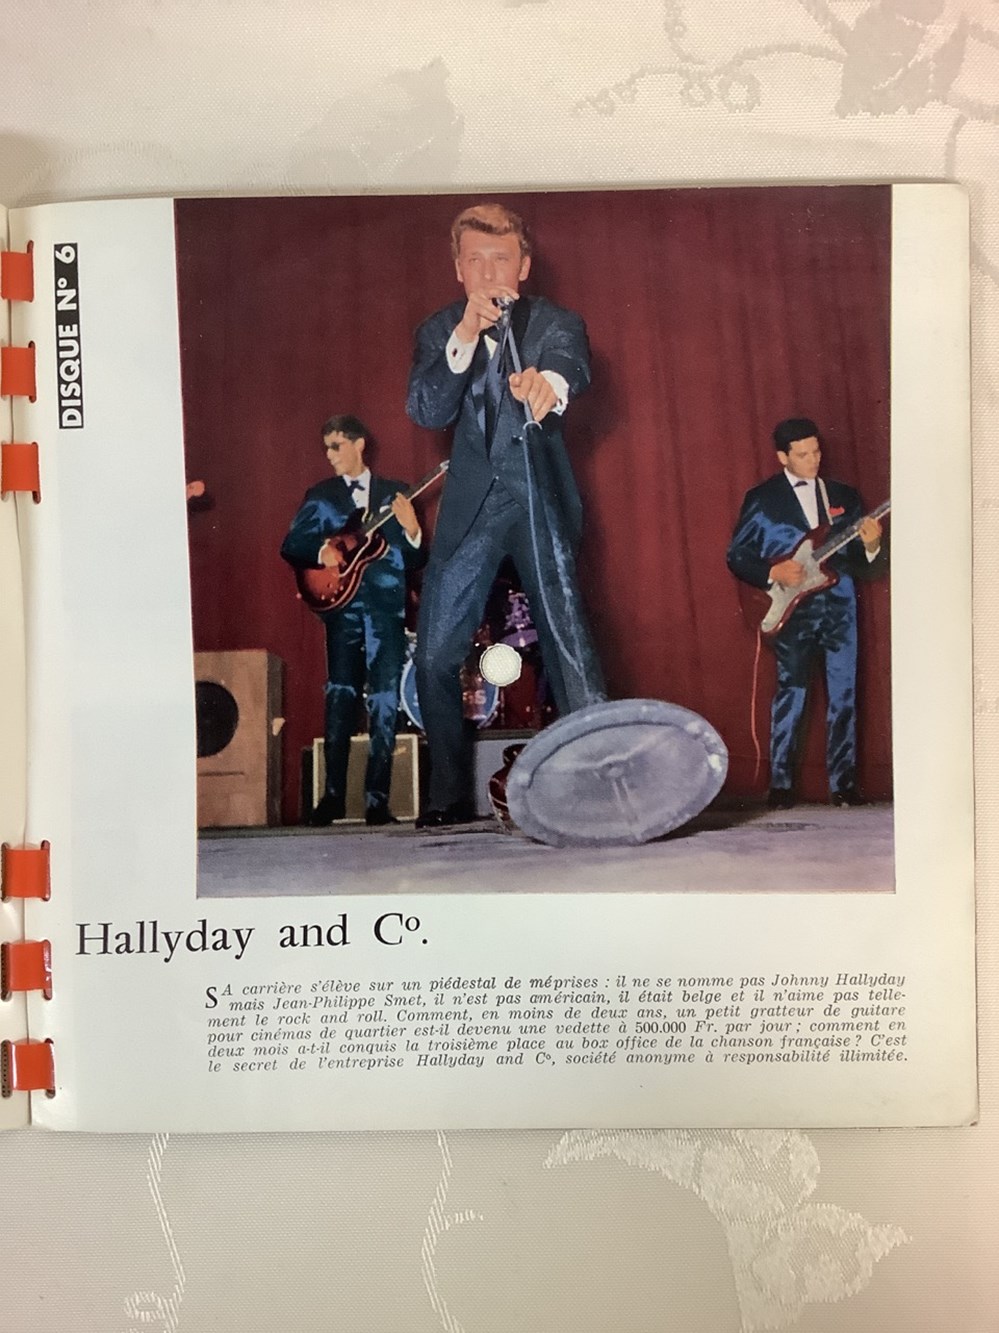 DISQUE N° 6
Hallyday and Cº.
SA carrière s'élève sur un piédestal de méprises : il ne se nomme pas Johnny Hallyday
mais Jean-Philippe Smet, il n'est pas américain, il était belge et il n'aime pas telle-
ment le rock and roll. Comment, en moins de deux ans, un petit gratteur de guitare
pour cinémas de quartier est-il devenu une vedette à 500.000 Fr. par jour ; comment en
deux mois a-t-il conquis la troisième place au box office de la chanson française ? C'est
le secret de l'entreprise Hallyday and Cº, société anonyme à responsabilité illimitée.